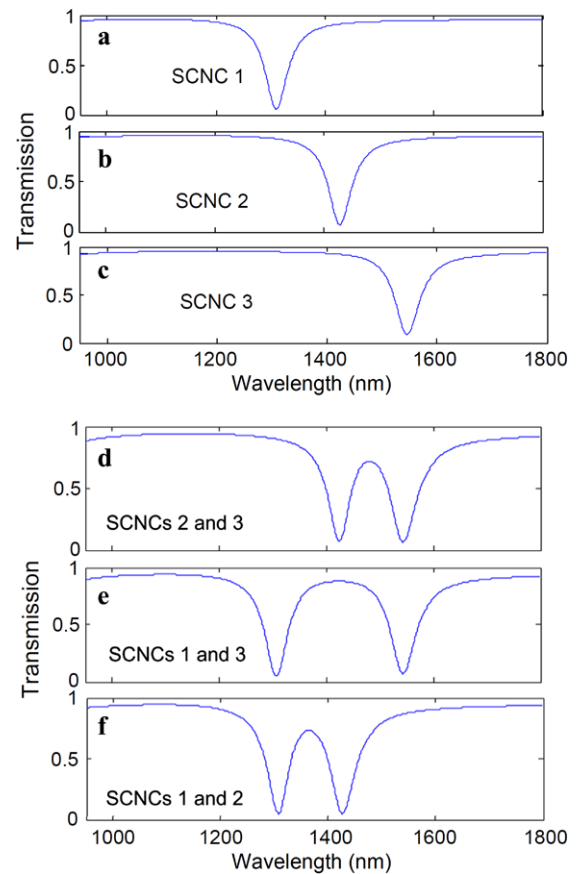 1
a
0.5
SCNC 1
0
1
b
0.5
SCNC 2
0
1
c
0.5
SCNC 3
0
1000 1200 1400 1600 1800
Wavelength (nm)
Transmission
1
d
0.5
SCNCs 2 and 3
0
1
e
0.5
SCNCs 1 and 3
0
1
f
0.5
SCNCs 1 and 2
0
1000 1200 1400 1600 1800
Wavelength (nm)
Transmission